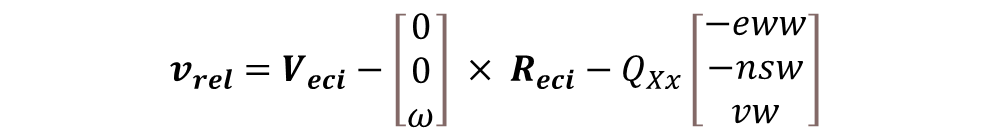 v_rel = V_eci − [0 0 ω] × R_eci − Q_Xx [−eww −nsw vw]